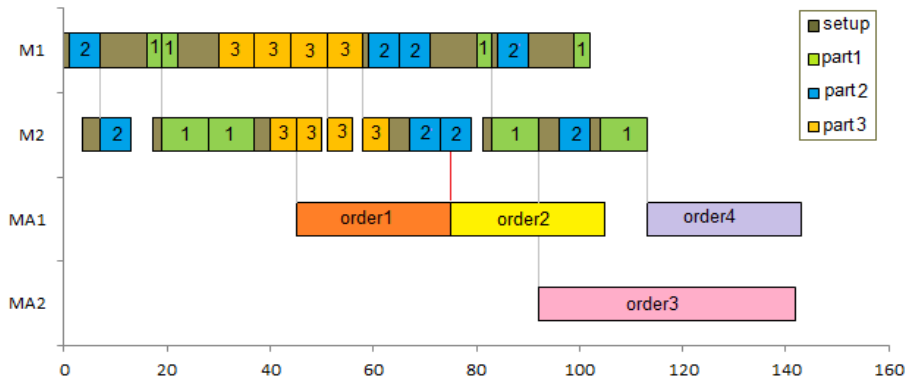 M1
2 1 1 3 3 3 3 2 2 1 2 1
setup
part1
part2
part3
M2
2 1 1 3 3 3 3 2 2 1 2 1
MA1
order1 order2 order4
MA2
order3
0 20 40 60 80 100 120 140 160